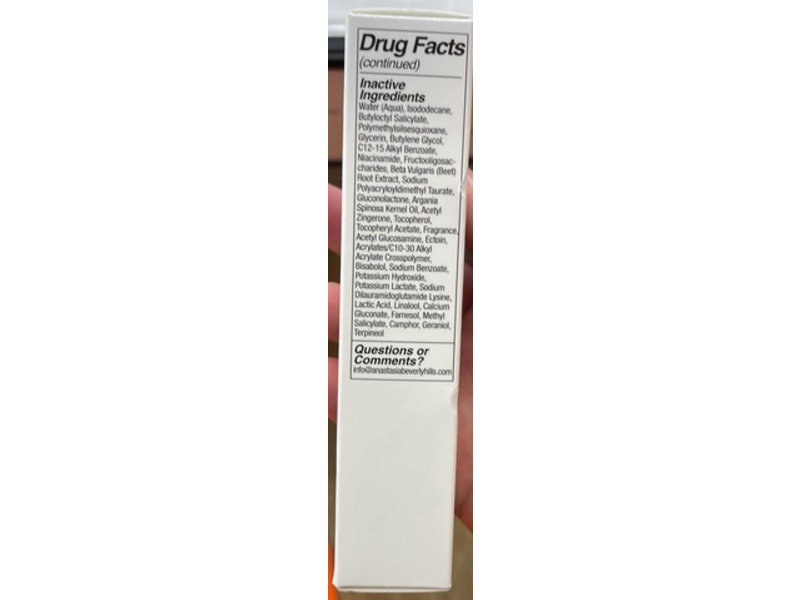 Drug Facts
(continued)
Inactive
Ingredients
Water (Aqua), Isododecane,
Butyloctyl Salicylate,
Polymethylsilsesquioxane,
Glycerin, Butylene Glycol,
C12-15 Alkyl Benzoate,
Niacinamide, Fructooligosac-
charides, Beta Vulgaris (Beet)
Root Extract, Sodium
Polyacryloyldimethyl Taurate,
Gluconolactone, Argania
Spinosa Kernel Oil, Acetyl
Zingerone, Tocopherol,
Tocopheryl Acetate, Fragrance,
Acetyl Glucosamine, Ectoin,
Acrylates/C10-30 Alkyl
Acrylate Crosspolymer,
Bisabolol, Sodium Benzoate,
Potassium Hydroxide,
Potassium Lactate, Sodium
Dilauramidoglutamide Lysine,
Lactic Acid, Linalool, Calcium
Gluconate, Farnesol, Methyl
Salicylate, Camphor, Geraniol,
Terpineol
Questions or
Comments?
info@anastasiabeverlyhills.com